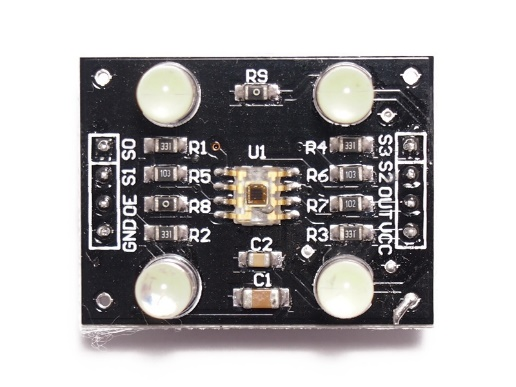 R9
S0
331
R1
U1
R4
331
S3
S1
103
R5
R6
103
S2
OE
R8
R7
102
OUT
GND
331
R2
R3
331
VCC
C2
C1